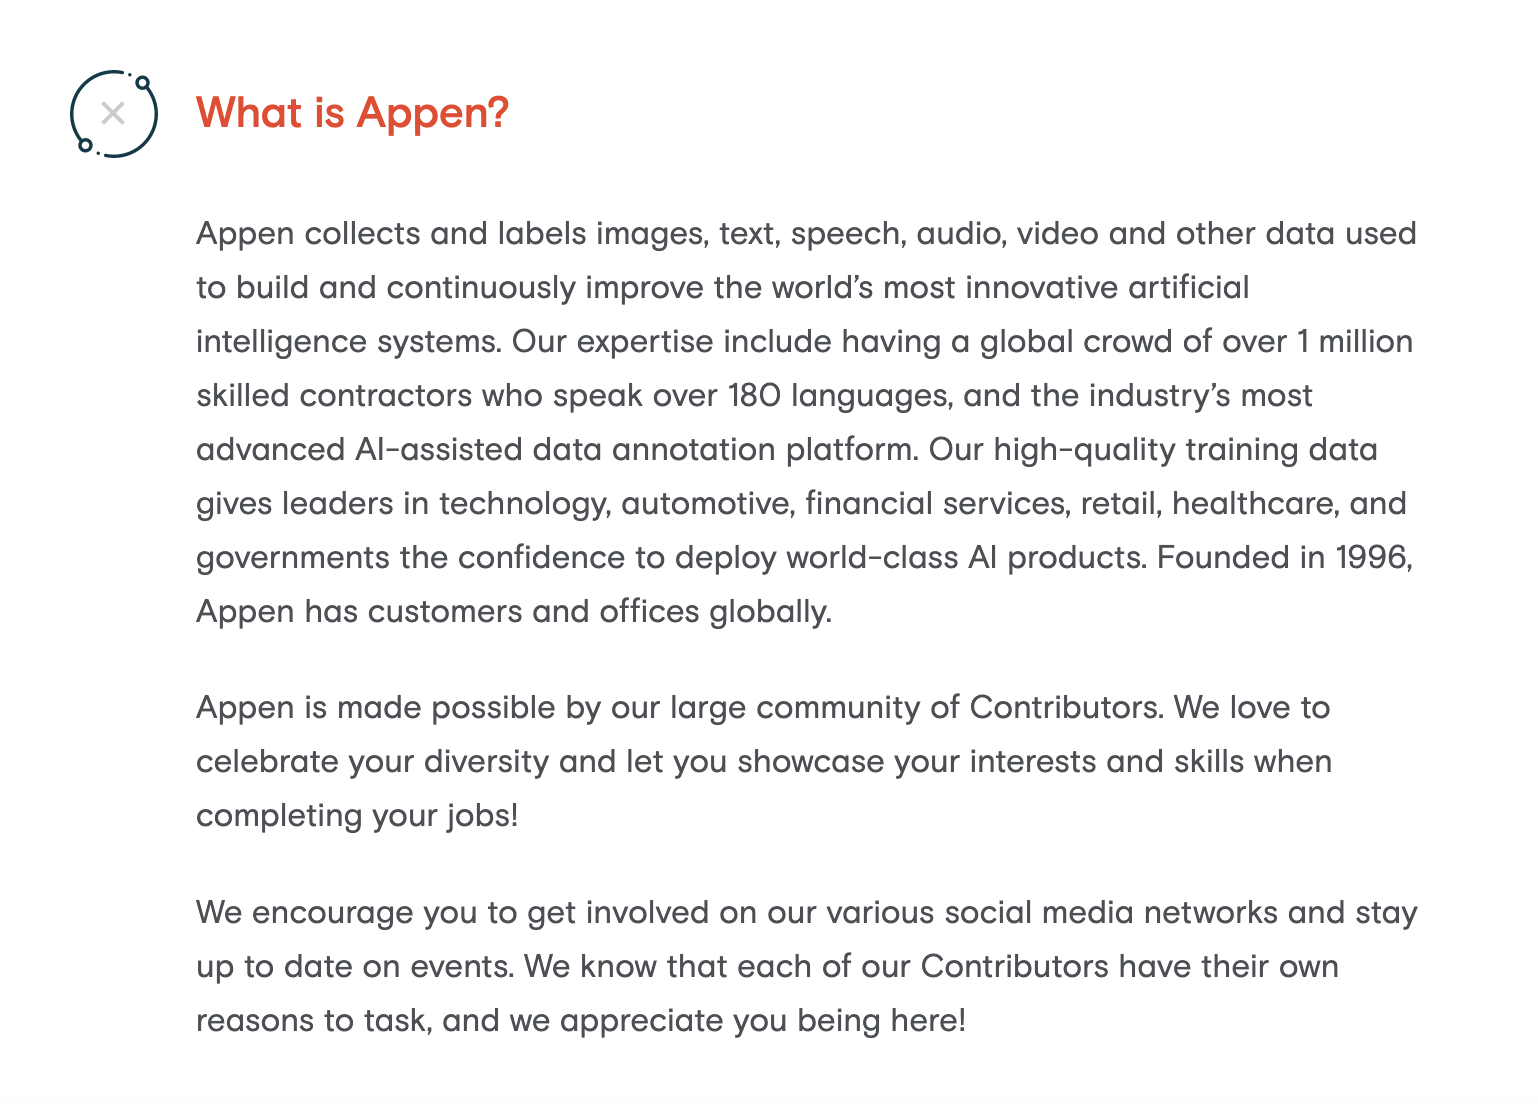 What is Appen?
Appen collects and labels images, text, speech, audio, video and other data used
to build and continuously improve the world’s most innovative artificial
intelligence systems. Our expertise include having a global crowd of over 1 million
skilled contractors who speak over 180 languages, and the industry’s most
advanced AI-assisted data annotation platform. Our high-quality training data
gives leaders in technology, automotive, financial services, retail, healthcare, and
governments the confidence to deploy world-class AI products. Founded in 1996,
Appen has customers and offices globally.
Appen is made possible by our large community of Contributors. We love to
celebrate your diversity and let you showcase your interests and skills when
completing your jobs!
We encourage you to get involved on our various social media networks and stay
up to date on events. We know that each of our Contributors have their own
reasons to task, and we appreciate you being here!